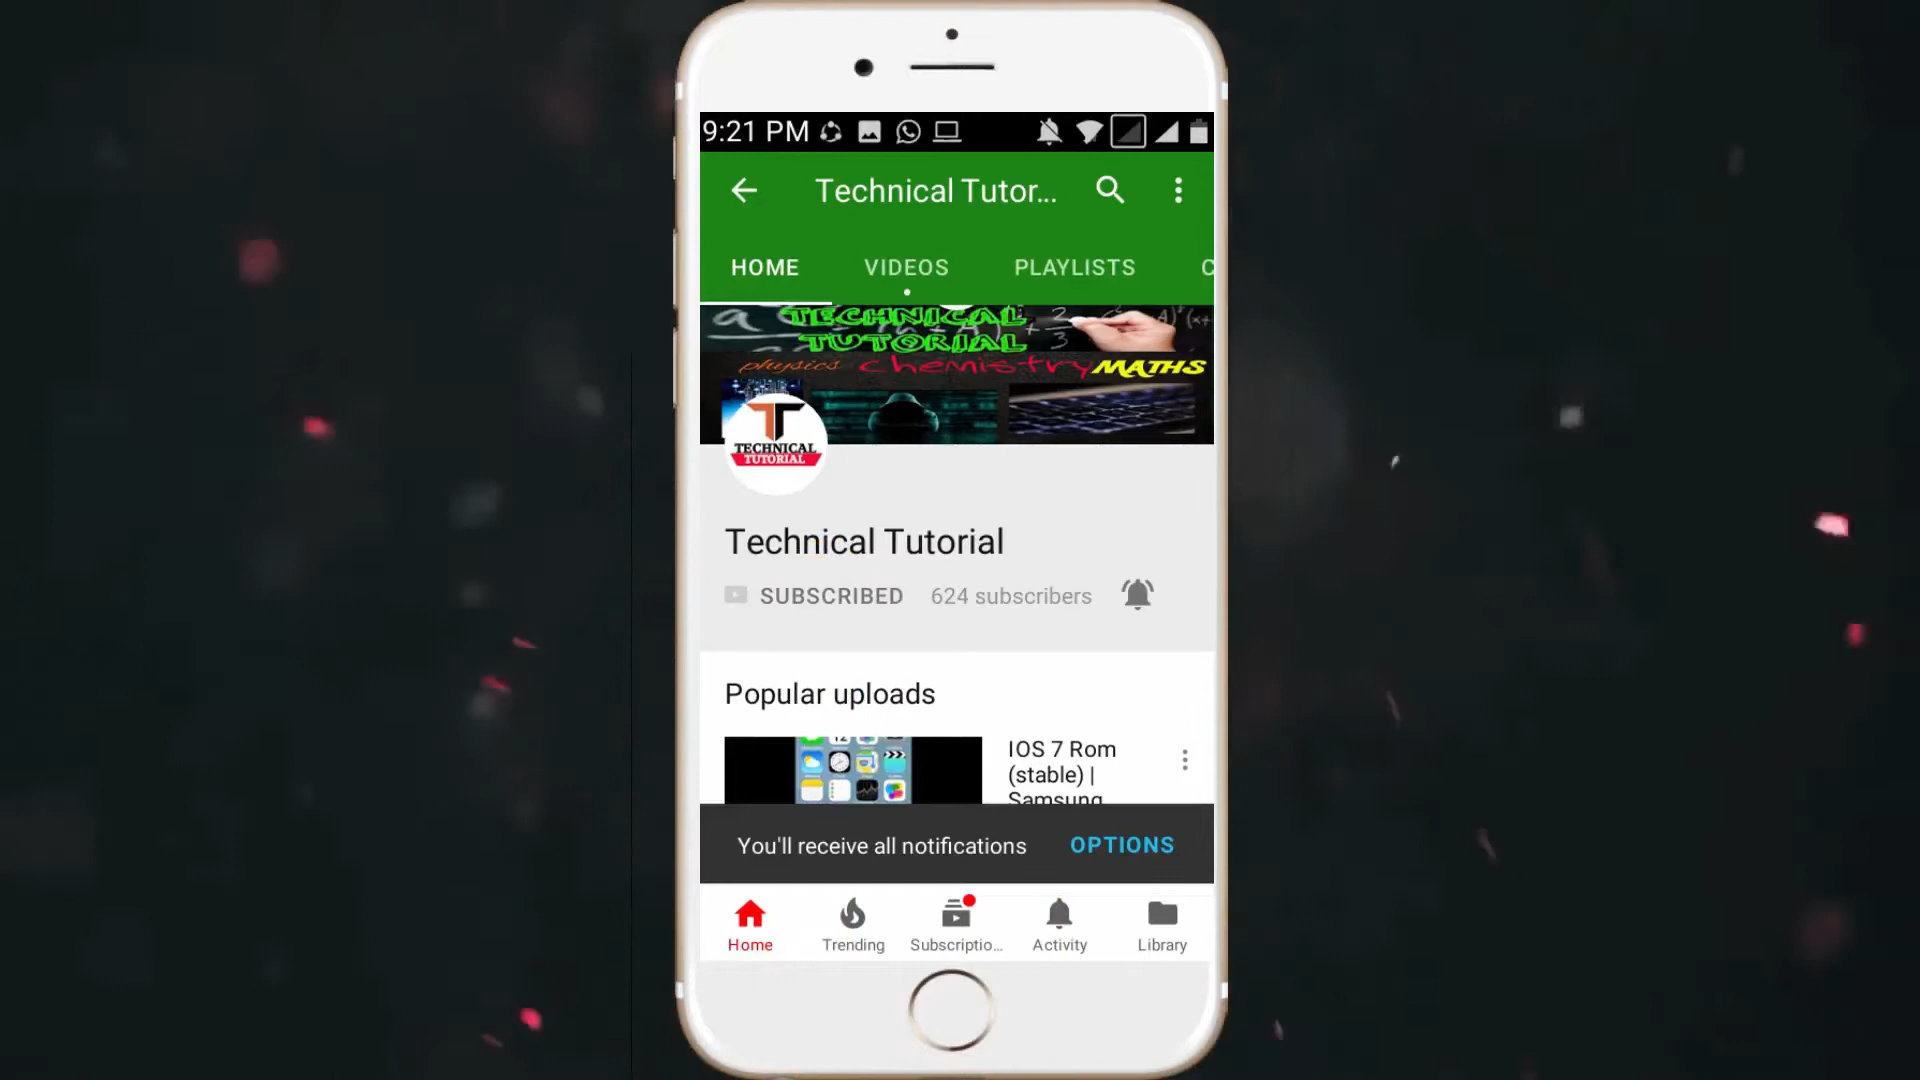 9:21 PM
Technical Tutor...
HOME VIDEOS PLAYLISTS C
TECHNICAL
TUTORIAL
physics chemistry MATHS
TECHNICAL
TUTORIAL
Technical Tutorial
SUBSCRIBED 624 subscribers
Popular uploads
IOS 7 Rom
(stable) |
Samsung
You'll receive all notifications OPTIONS
Home Trending Subscriptio... Activity Library